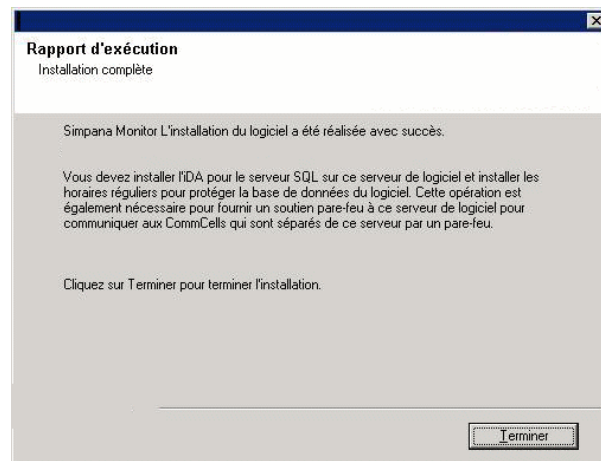 Rapport d'exécution
Installation complète
Simpana Monitor L'installation du logiciel a été réalisée avec succès.
Vous devez installer l'iDA pour le serveur SQL sur ce serveur de logiciel et installer les
horaires réguliers pour protéger la base de données du logiciel. Cette opération est
également nécessaire pour fournir un soutien pare-feu à ce serveur de logiciel pour
communiquer aux CommCells qui sont séparés de ce serveur par un pare-feu.
Cliquez sur Terminer pour terminer l'installation.
Terminer